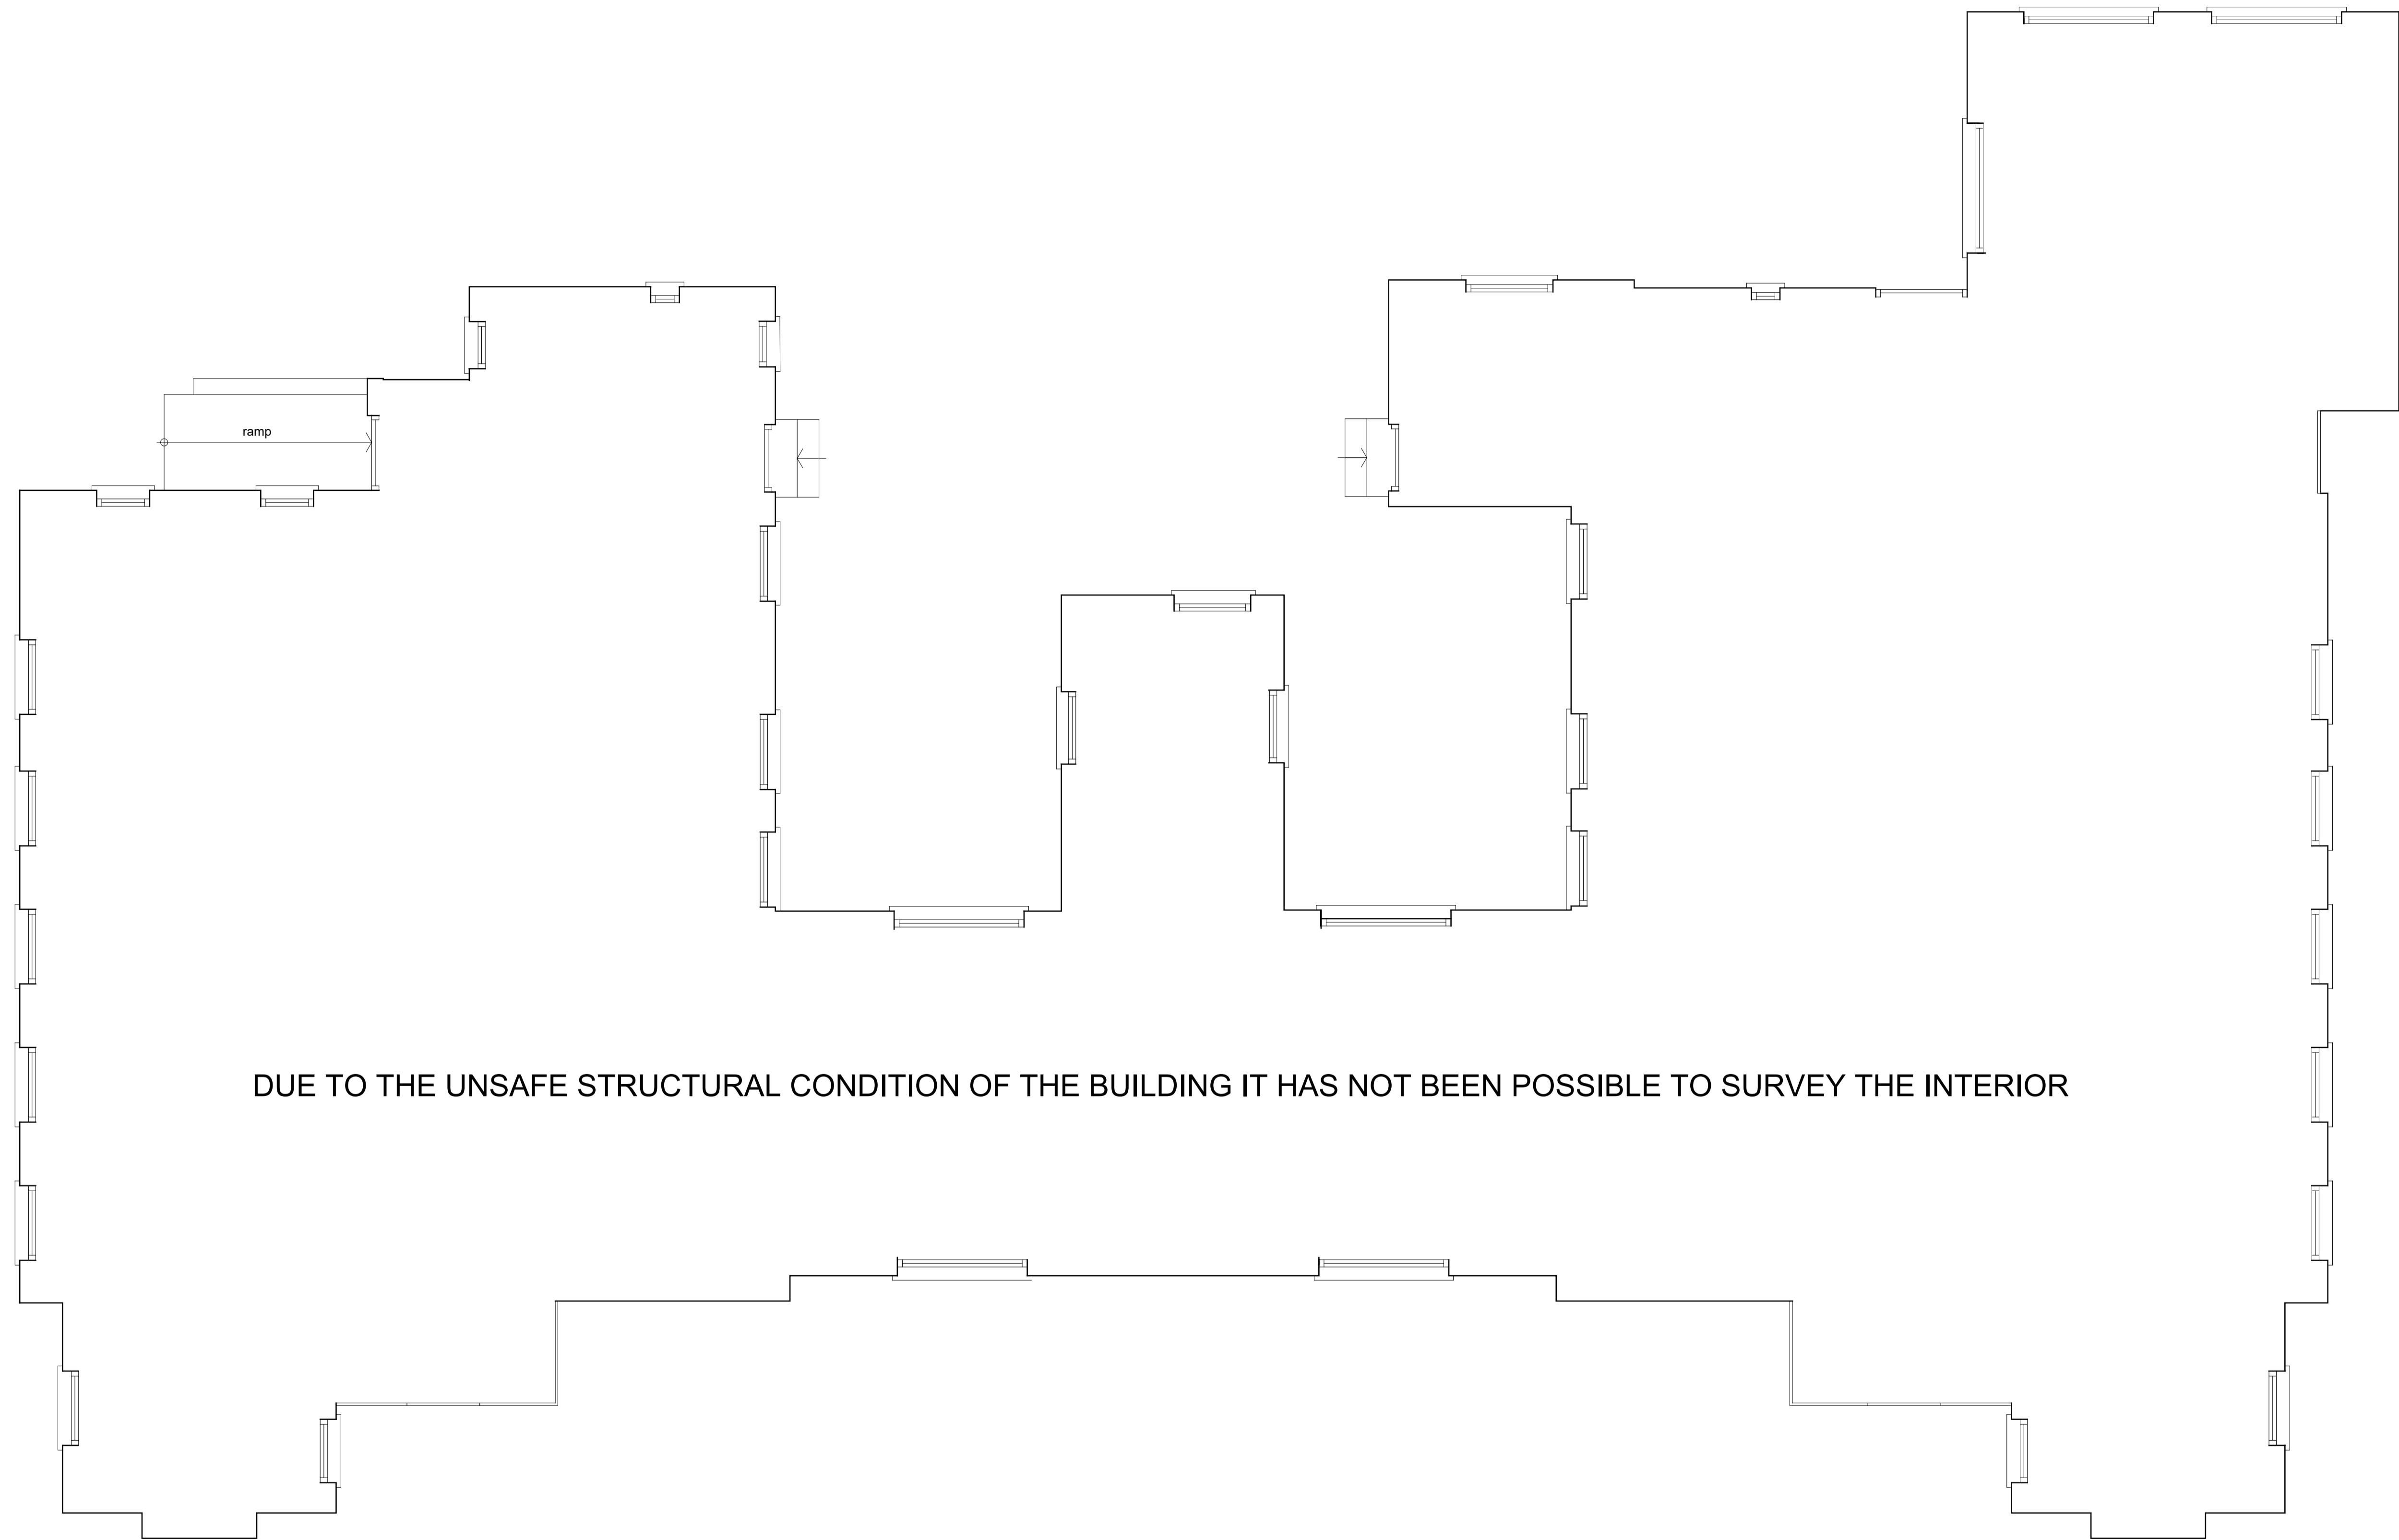 ramp
DUE TO THE UNSAFE STRUCTURAL CONDITION OF THE BUILDING IT HAS NOT BEEN POSSIBLE TO SURVEY THE INTERIOR